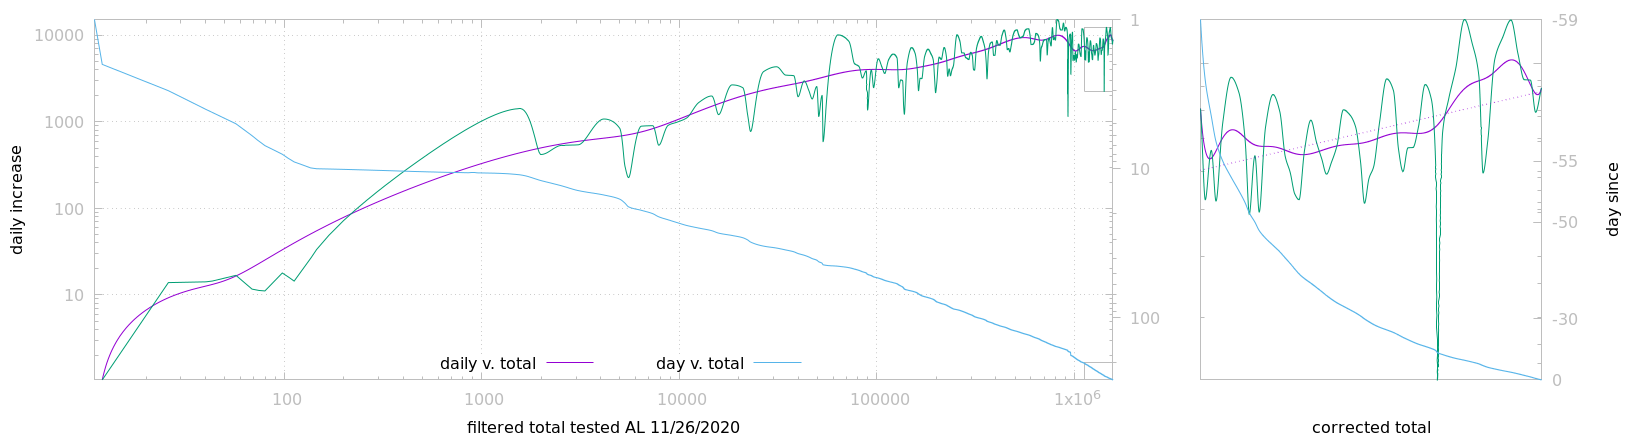 10000
1000
100
10
daily increase
1
10
100
daily v. total
day v. total
100
1000
10000
100000
1x10^6
filtered total tested AL 11/26/2020
-59
-55
-50
-30
0
day since
corrected total